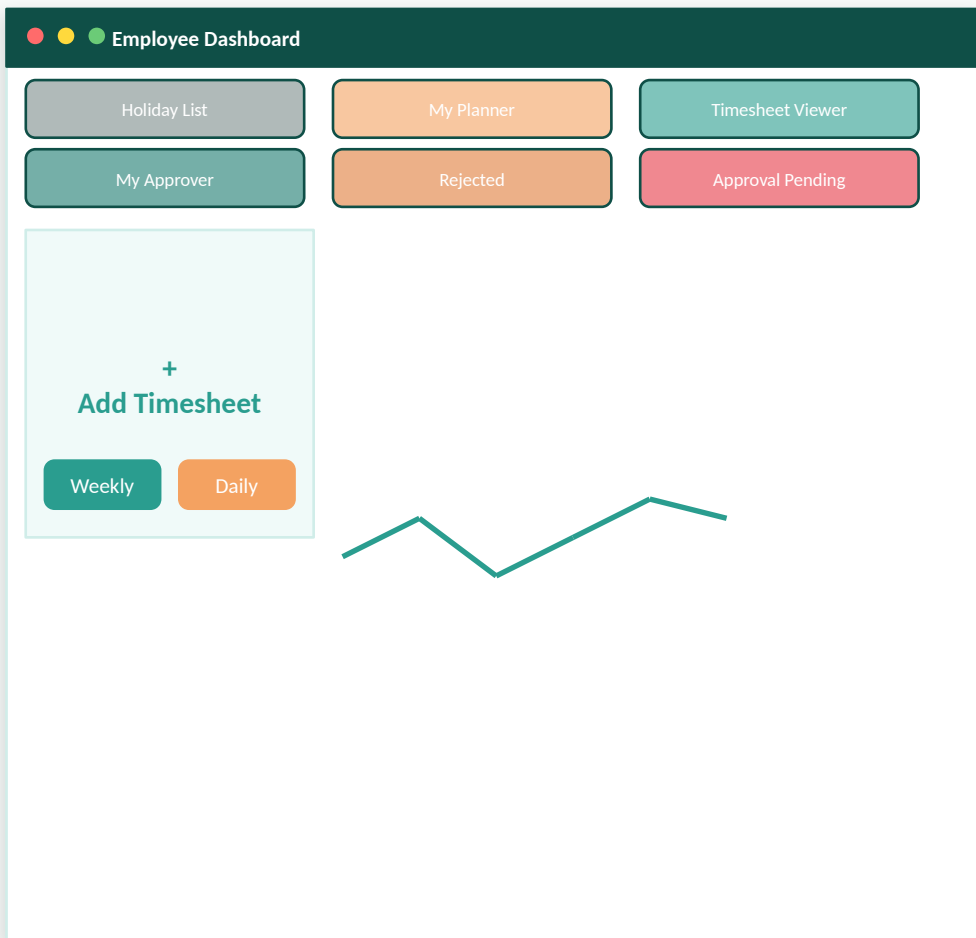 Employee Dashboard
Holiday List
My Planner
Timesheet Viewer
My Approver
Rejected
Approval Pending
+
Add Timesheet
Weekly
Daily